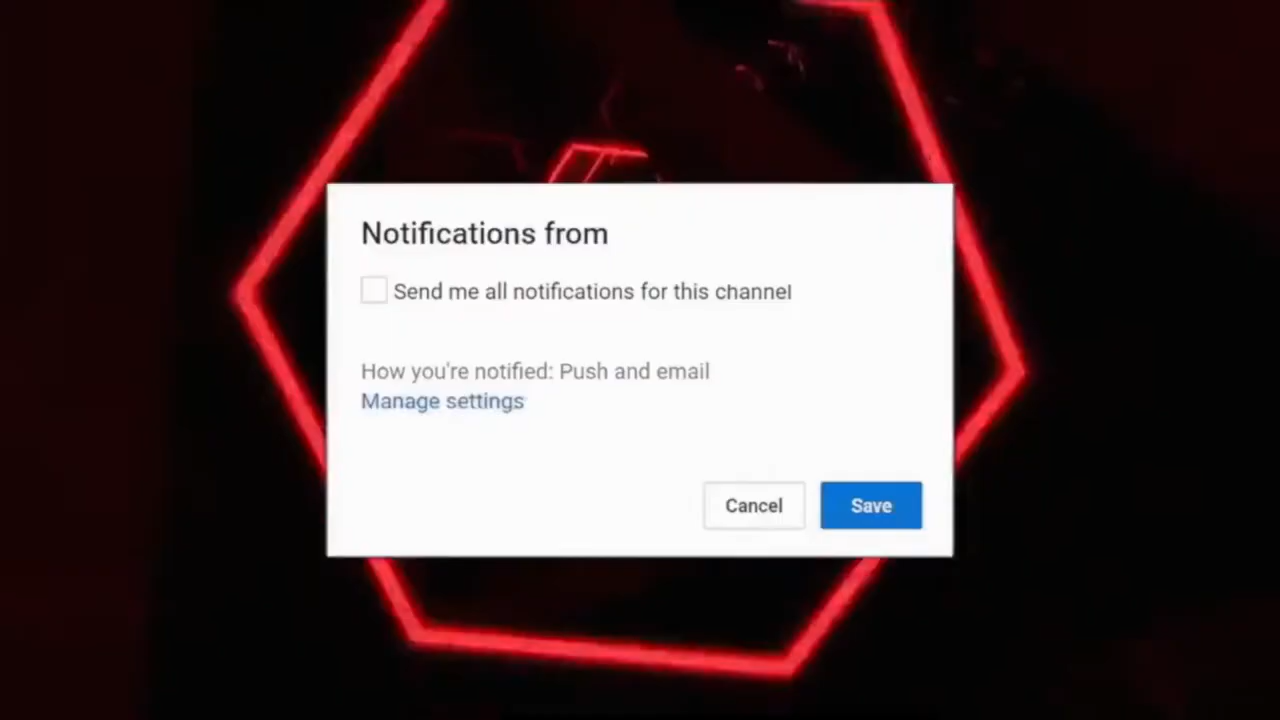 Notifications from
Send me all notifications for this channel
How you're notified: Push and email
Manage settings
Cancel
Save